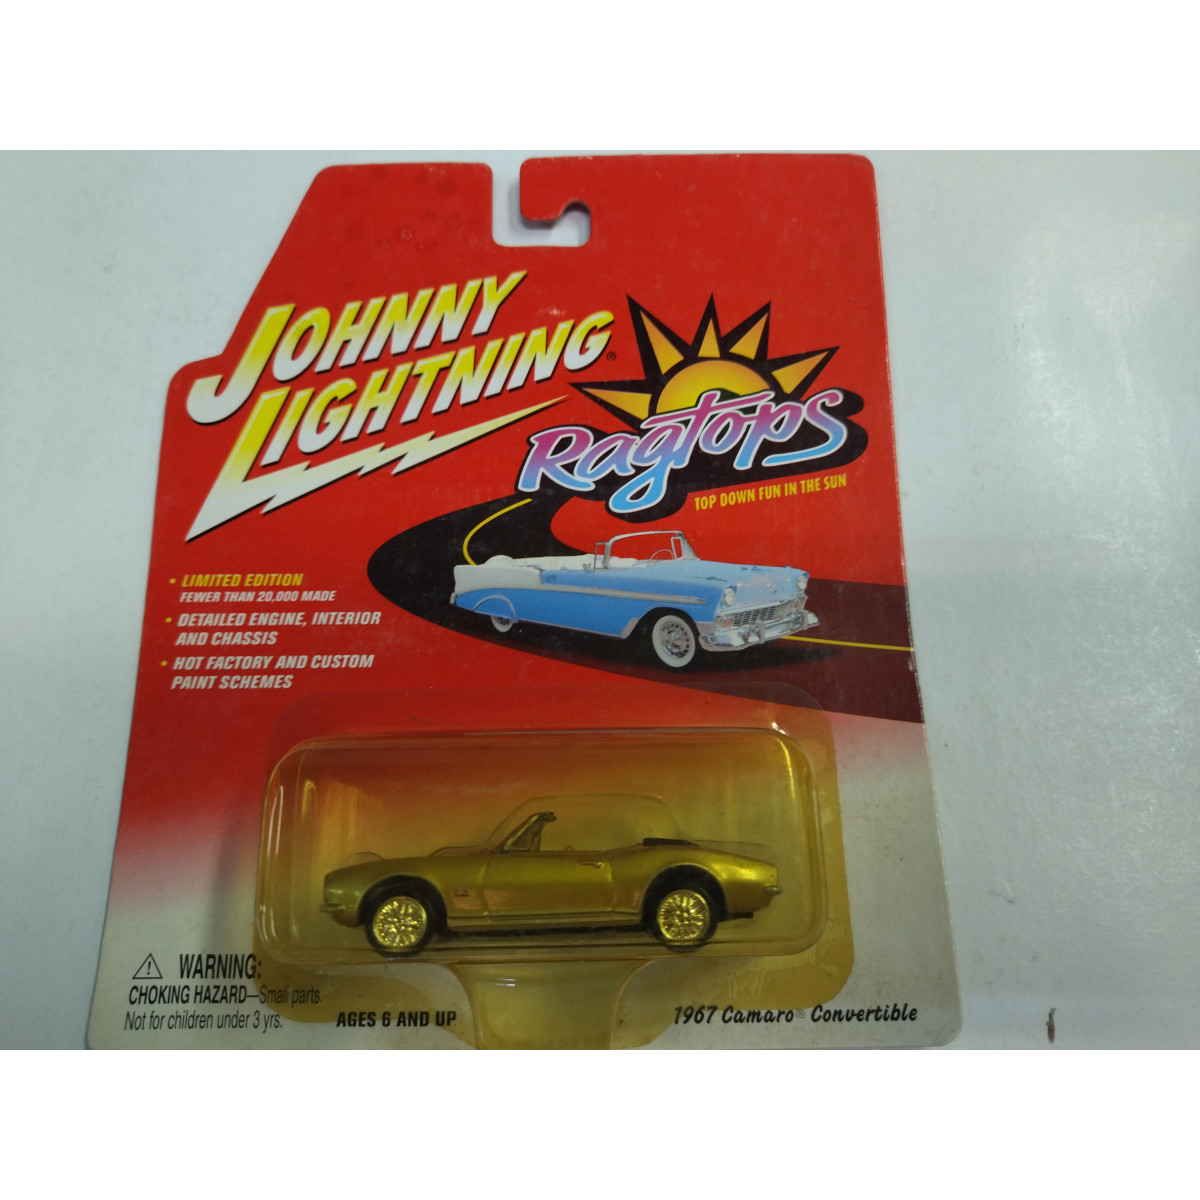 JOHNNY
LIGHTNING®
Ragtops
TOP DOWN FUN IN THE SUN
• LIMITED EDITION
FEWER THAN 20,000 MADE
• DETAILED ENGINE, INTERIOR
AND CHASSIS
• HOT FACTORY AND CUSTOM
PAINT SCHEMES
WARNING:
CHOKING HAZARD—Small parts.
Not for children under 3 yrs.
AGES 6 AND UP
1967 Camaro® Convertible